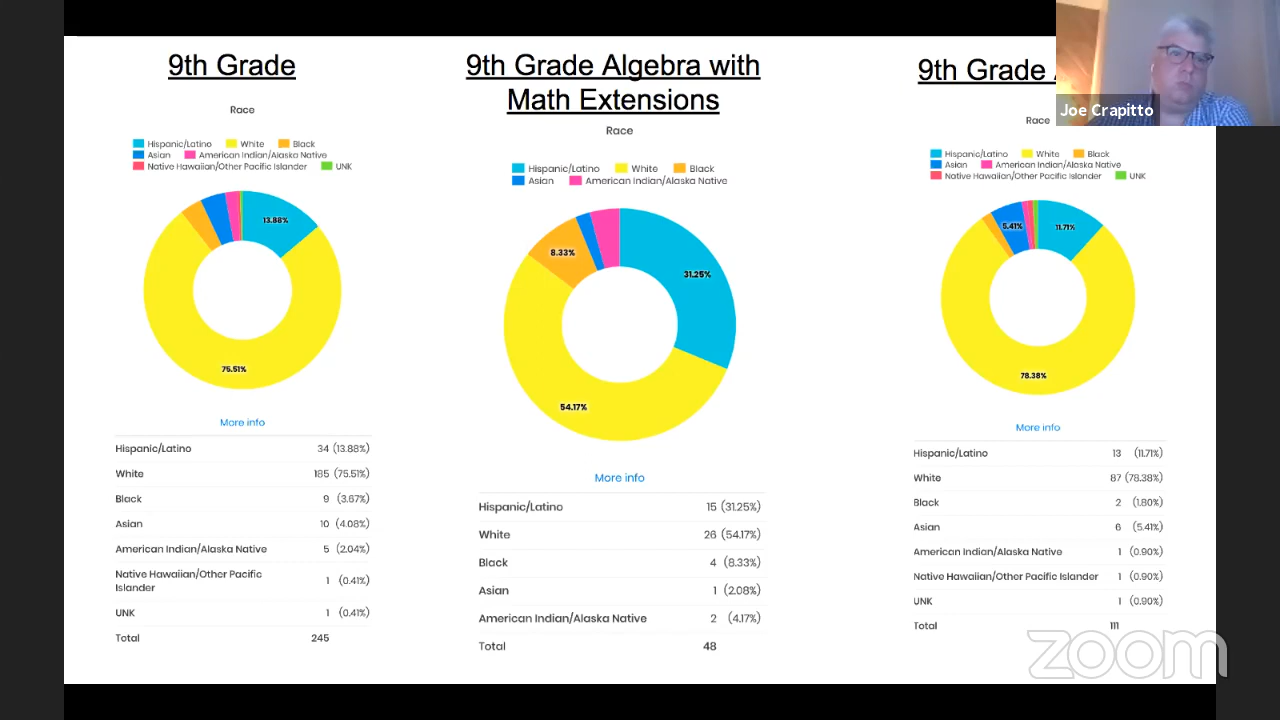 9th Grade
Race
Hispanic/Latino White Black
Asian American Indian/Alaska Native
Native Hawaiian/Other Pacific Islander UNK
13.88%
75.51%
More info
Hispanic/Latino 34 (13.88%)
White 185 (75.51%)
Black 9 (3.67%)
Asian 10 (4.08%)
American Indian/Alaska Native 5 (2.04%)
Native Hawaiian/Other Pacific
Islander 1 (0.41%)
UNK 1 (0.41%)
Total 245
9th Grade Algebra with
Math Extensions
Race
Hispanic/Latino White Black
Asian American Indian/Alaska Native
8.33%
31.25%
54.17%
More info
Hispanic/Latino 15 (31.25%)
White 26 (54.17%)
Black 4 (8.33%)
Asian 1 (2.08%)
American Indian/Alaska Native 2 (4.17%)
Total 48
9th Grade
Joe Crapitto
Race
Hispanic/Latino White Black
Asian American Indian/Alaska Native
Native Hawaiian/Other Pacific Islander UNK
5.41%
11.71%
78.38%
More info
Hispanic/Latino 13 (11.71%)
White 87 (78.38%)
Black 2 (1.80%)
Asian 6 (5.41%)
American Indian/Alaska Native 1 (0.90%)
Native Hawaiian/Other Pacific Islander 1 (0.90%)
UNK 1 (0.90%)
Total 111
zoom